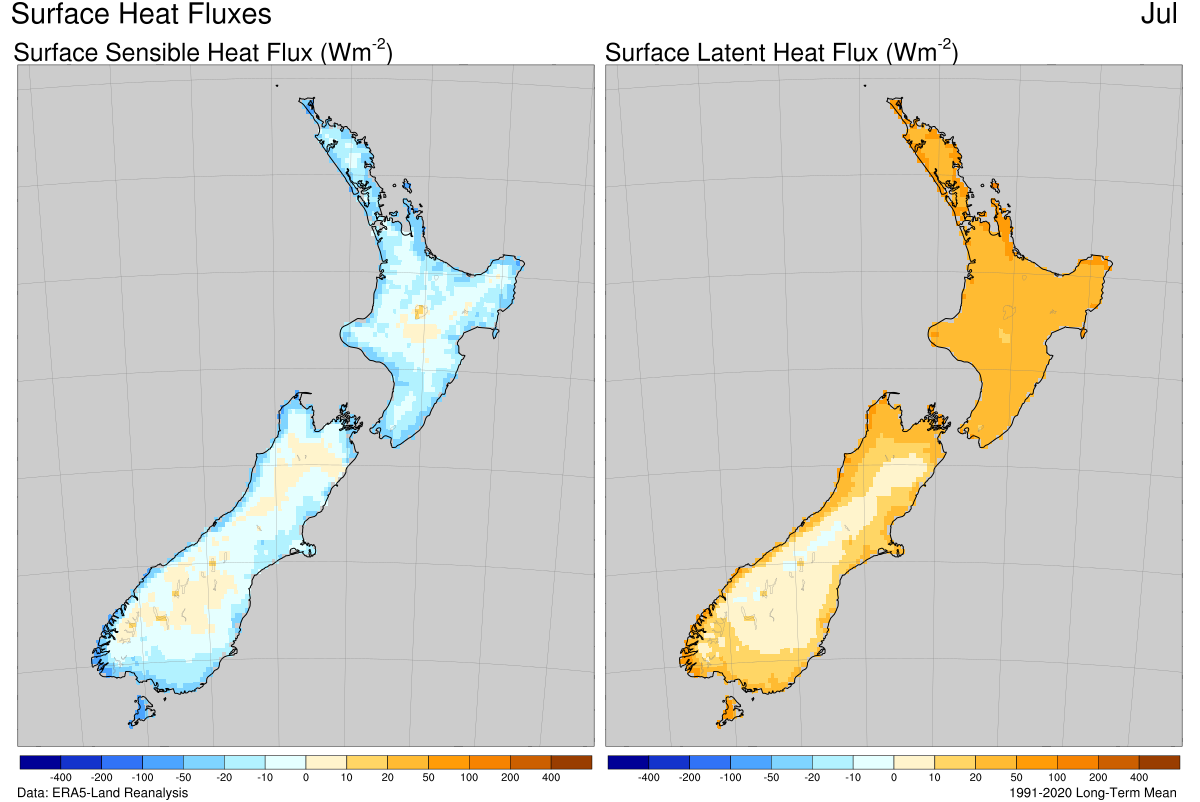 Surface Heat Fluxes
Jul
Surface Sensible Heat Flux (Wm-2)
Surface Latent Heat Flux (Wm-2)
-400 -200 -100 -50 -20 -10 0 10 20 50 100 200 400
-400 -200 -100 -50 -20 -10 0 10 20 50 100 200 400
Data: ERA5-Land Reanalysis
1991-2020 Long-Term Mean